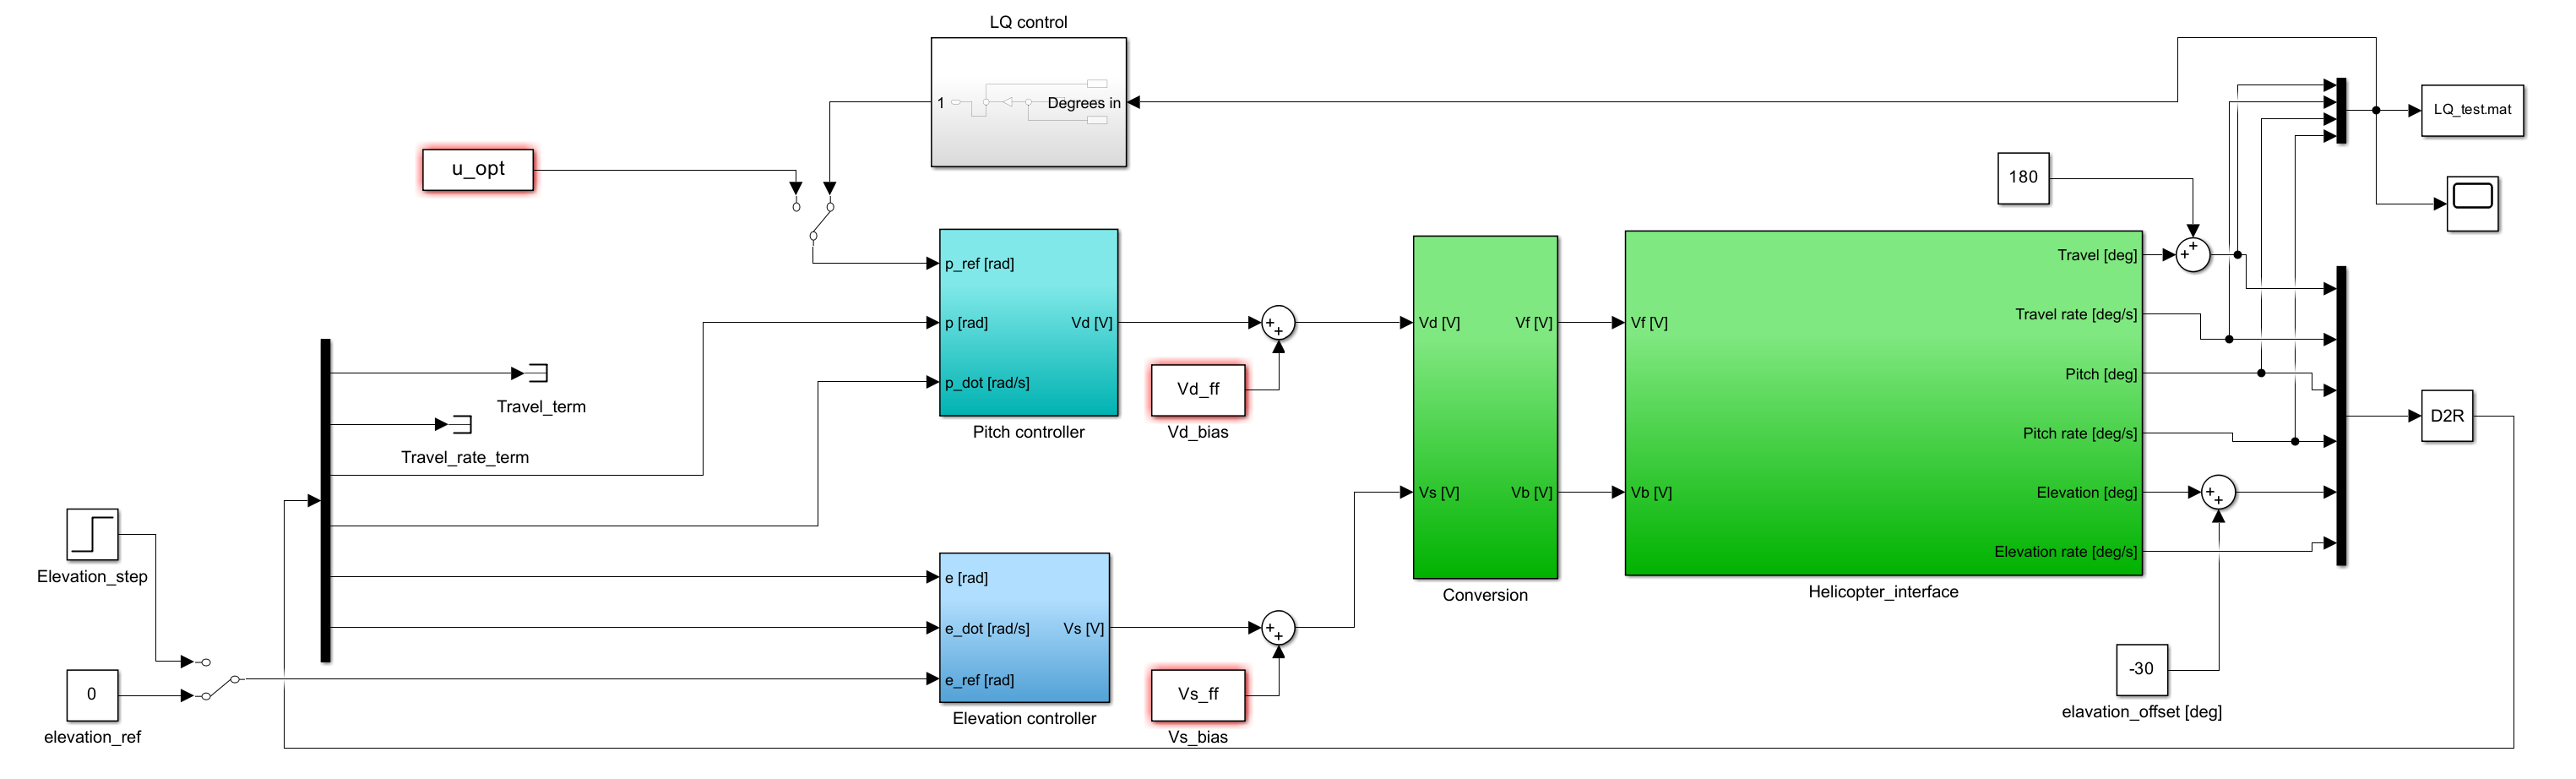 LQ control
1
Degrees in
LQ_test.mat
u_opt
180
p_ref [rad]
p [rad]
Vd [V]
p_dot [rad/s]
Pitch controller
Vd_ff
Vd_bias
Vd [V]
Vf [V]
Vs [V]
Vb [V]
Conversion
Vf [V]
Vb [V]
Travel [deg]
Travel rate [deg/s]
Pitch [deg]
Pitch rate [deg/s]
Elevation [deg]
Elevation rate [deg/s]
Helicopter_interface
D2R
Travel_term
Travel_rate_term
Elevation_step
0
elevation_ref
e [rad]
e_dot [rad/s]
Vs [V]
e_ref [rad]
Elevation controller
Vs_ff
Vs_bias
-30
elavation_offset [deg]